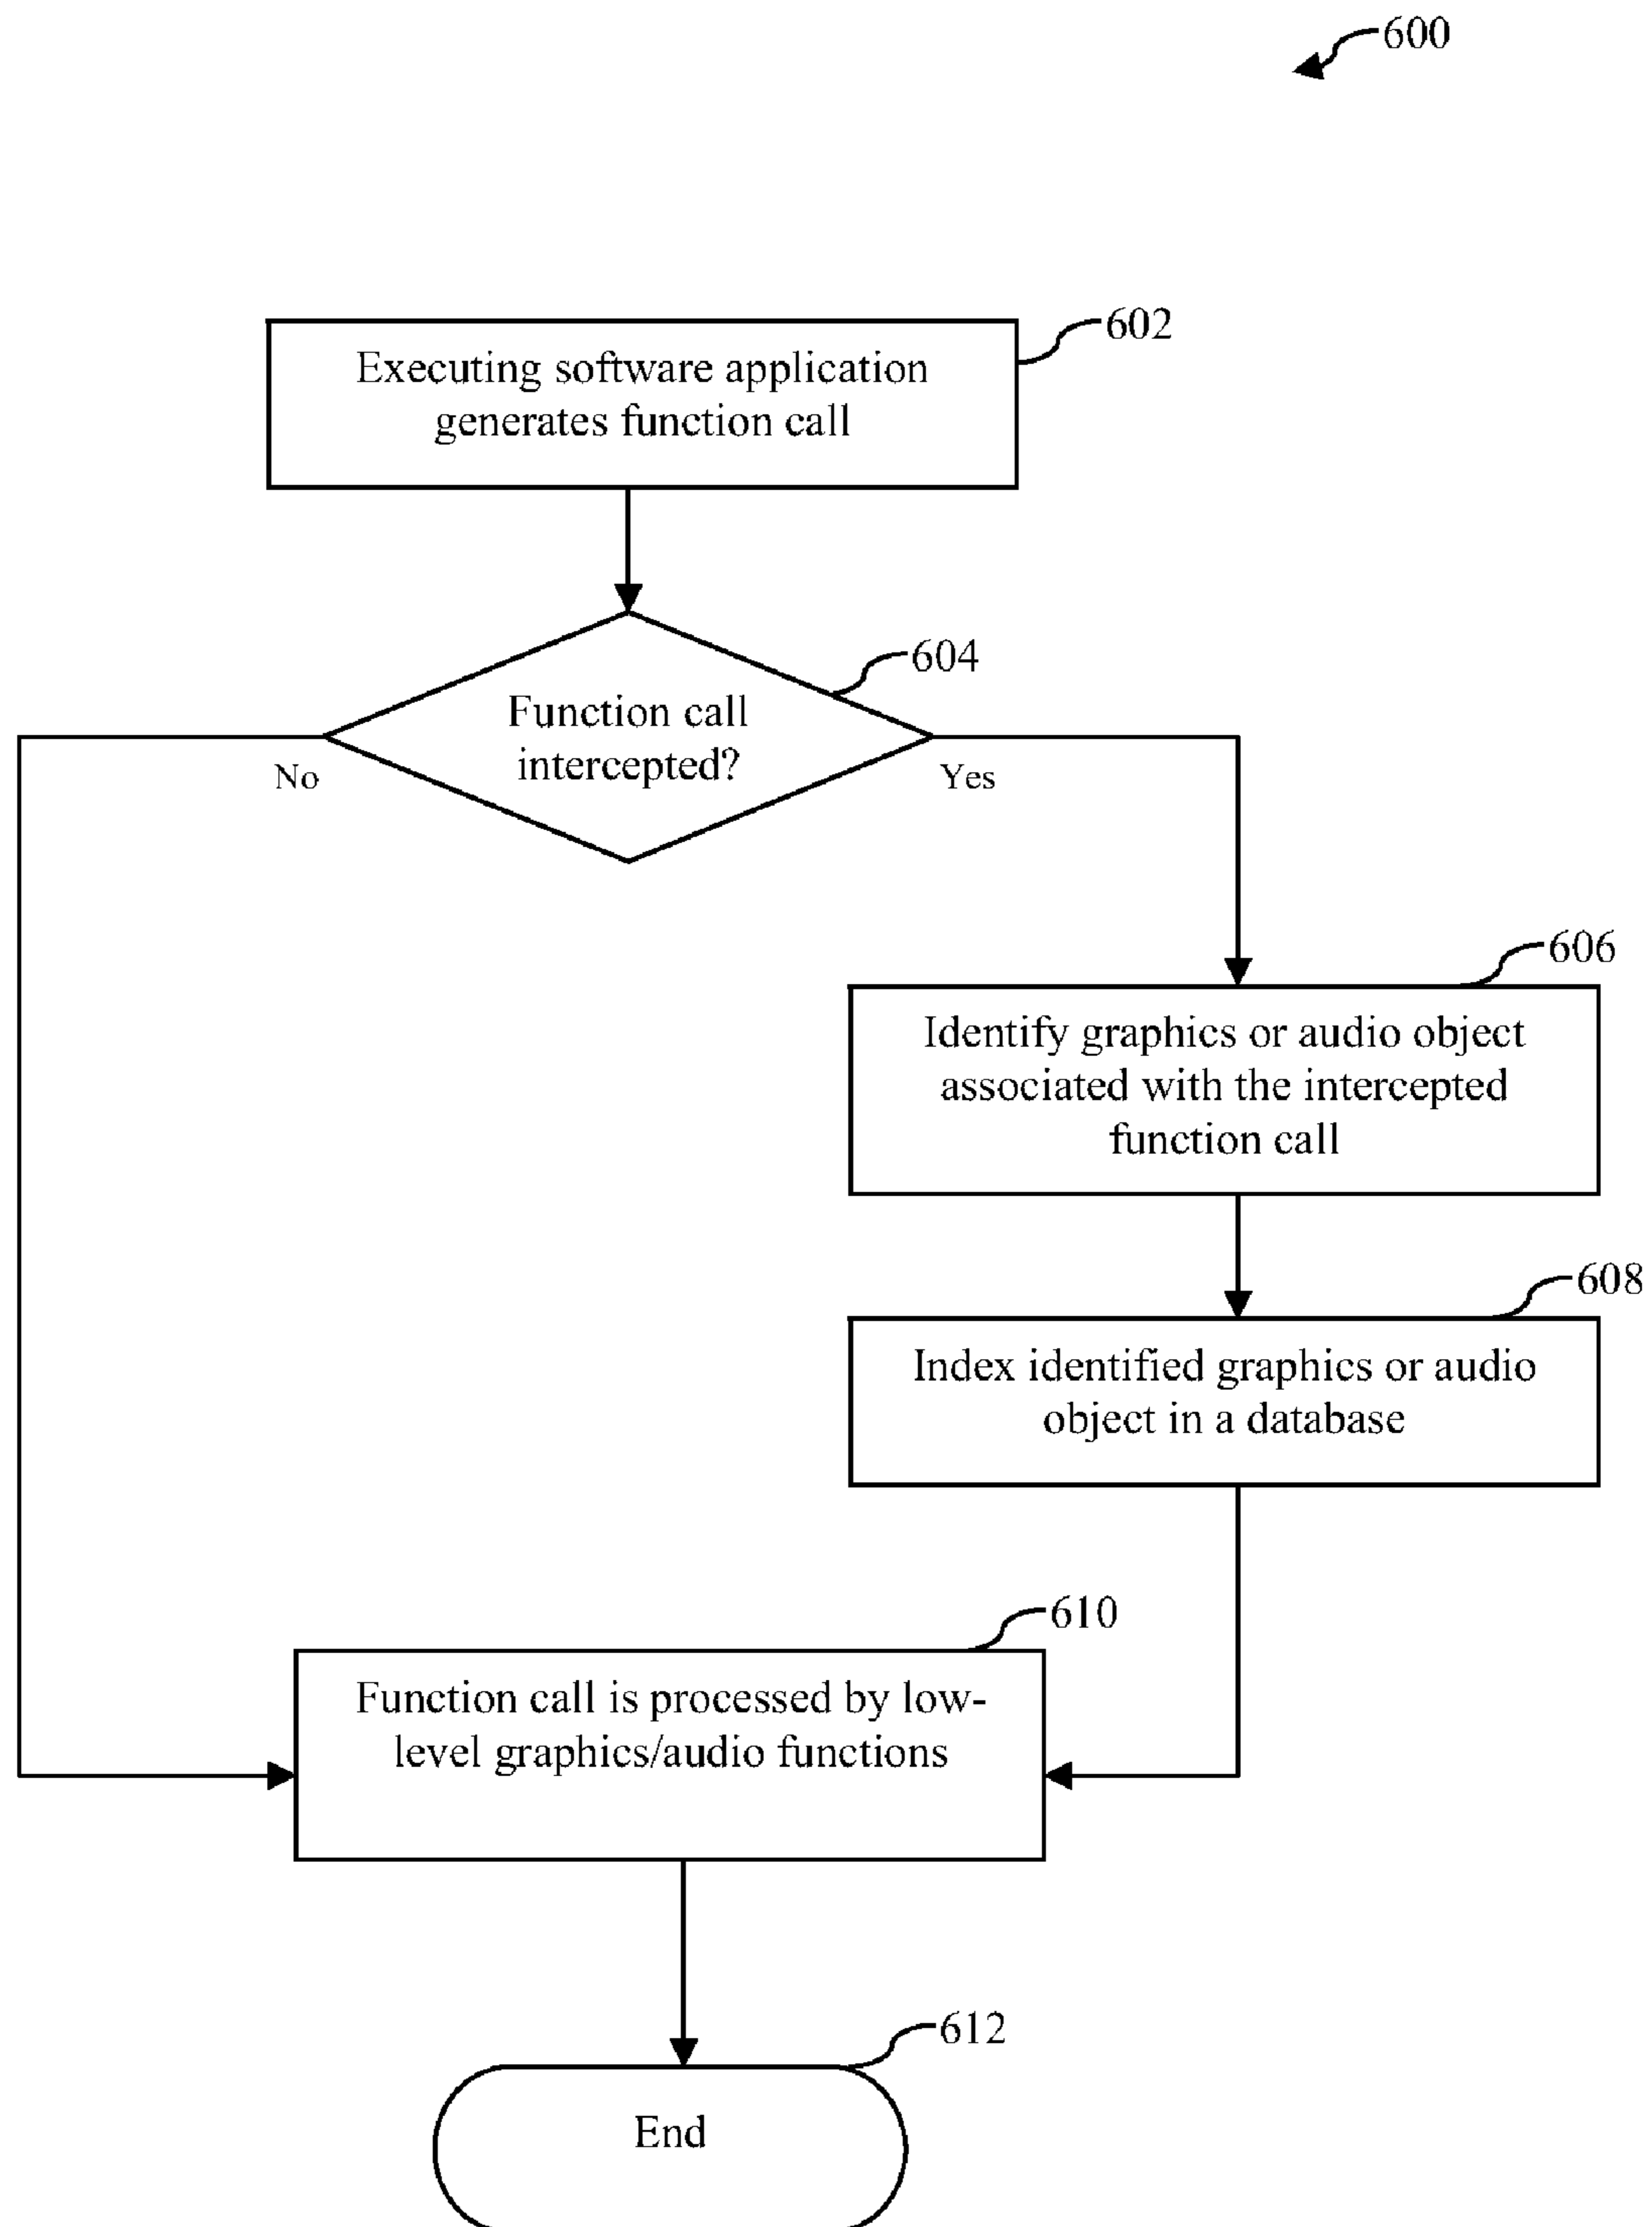 600
602
Executing software application
generates function call
604
Function call
intercepted?
No
Yes
606
Identify graphics or audio object
associated with the intercepted
function call
608
Index identified graphics or audio
object in a database
610
Function call is processed by low-
level graphics/audio functions
612
End